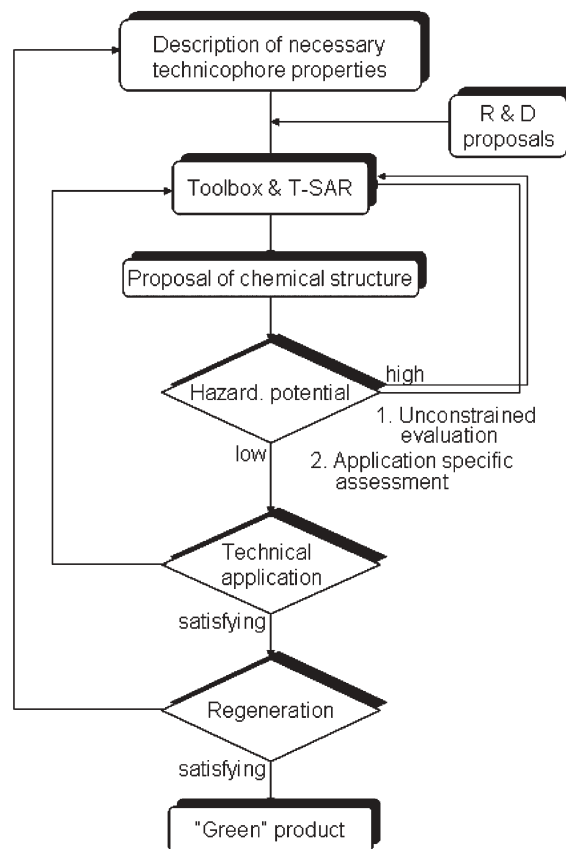 Description of necessary
technicophore properties
R & D
proposals
Toolbox & T-SAR
Proposal of chemical structure
Hazard. potential
high
1. Unconstrained
evaluation
low
2. Application specific
assessment
Technical
application
satisfying
Regeneration
satisfying
"Green" product